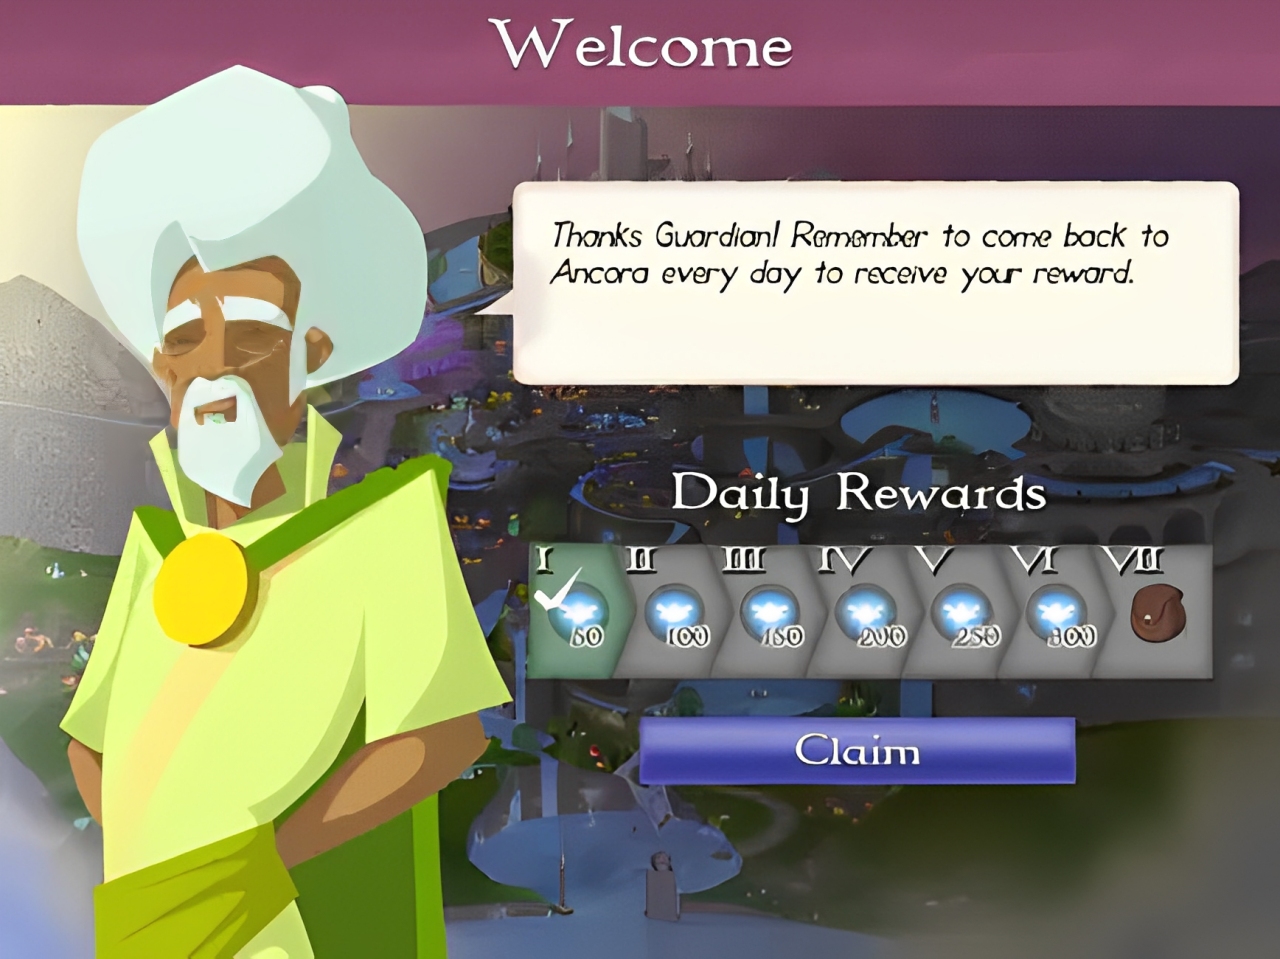 Welcome
Thanks Guardian! Remember to come back to
Ancora every day to receive your reward.
Daily Rewards
I II III IV V VI VII
50 100 150 200 250 300
Claim